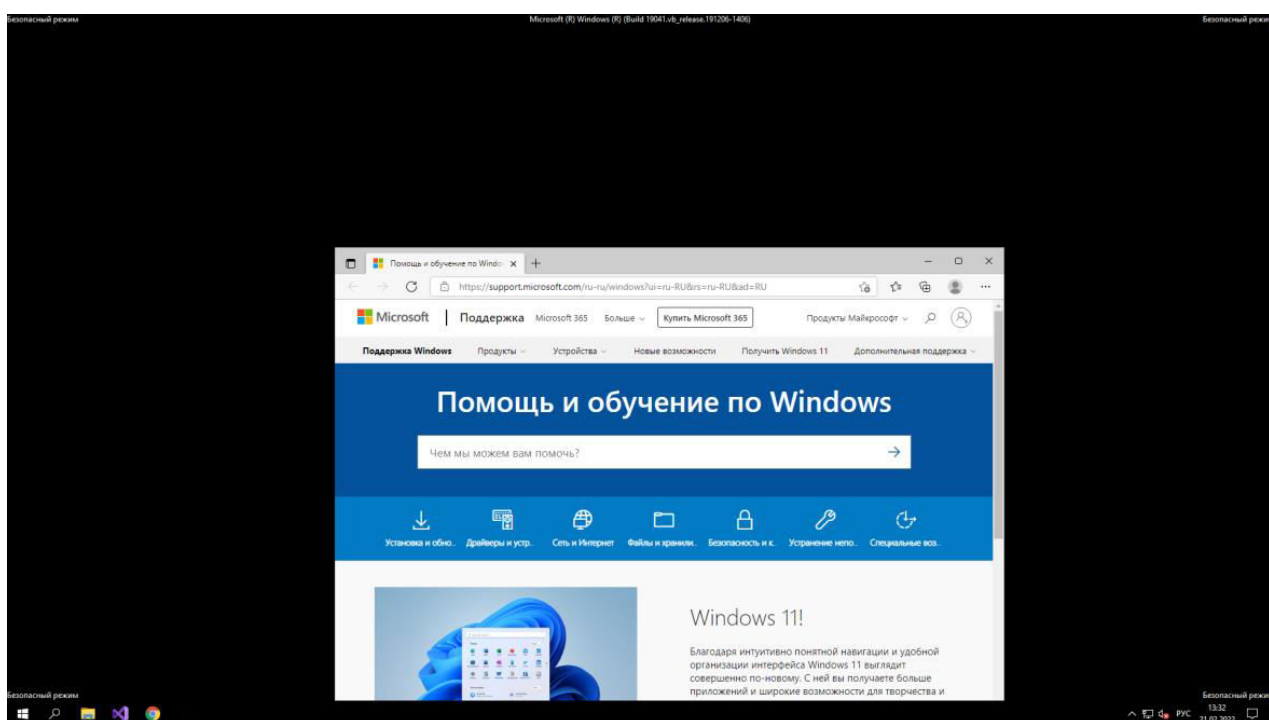 Безопасный режим
Microsoft (R) Windows (R) (Build 19041.vb_release.191206-1406)
Безопасный режи
Помощь и обучение по Windo
https://support.microsoft.com/ru-ru/windows?ui=ru-RU&rs=ru-RU&ad=RU
Microsoft
Поддержка
Microsoft 365
Больше
Купить Microsoft 365
Продукты Майкрософт
Поддержка Windows
Продукты
Устройства
Новые возможности
Получить Windows 11
Дополнительная поддержка
Помощь и обучение по Windows
Чем мы можем вам помочь?
Установка и обно..
Драйверы и устр..
Сеть и Интернет
Файлы и хранили..
Безопасность и к..
Устранение непо..
Специальные воз..
Windows 11!
Благодаря интуитивно понятной навигации и удобной
организации интерфейса Windows 11 выглядит
совершенно по-новому. С ней вы получаете больше
приложений и широкие возможности для творчества и
Безопасный режим
Безопасный режи
РУС
13:32